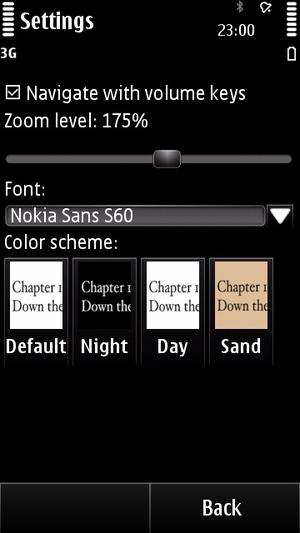 Settings
23:00
3G
Navigate with volume keys
Zoom level: 175%
Font:
Nokia Sans S60
Color scheme:
Chapter 1
Down the
Chapter 1
Down the
Chapter 1
Down the
Chapter 1
Down the
Default
Night
Day
Sand
Back